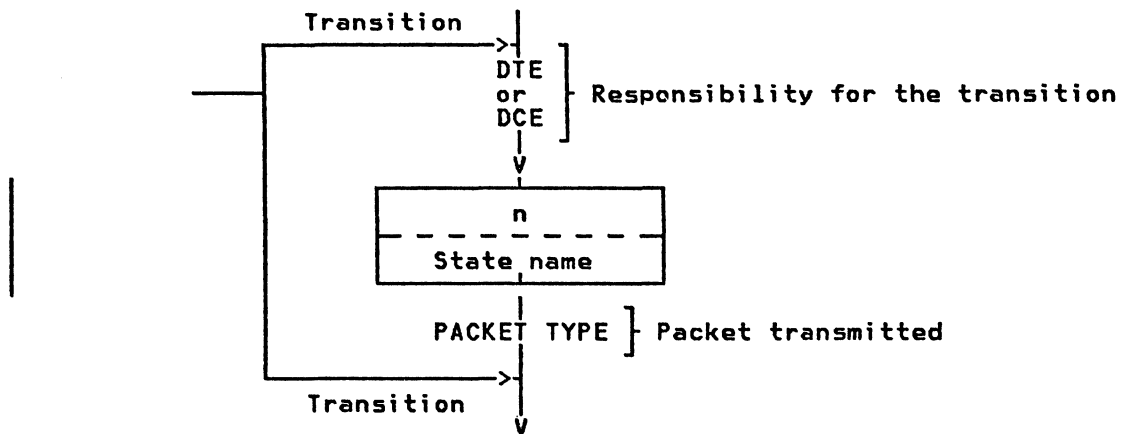 Transition
DTE
or
DCE
Responsibility for the transition
n
State name
PACKET TYPE
Packet transmitted
Transition